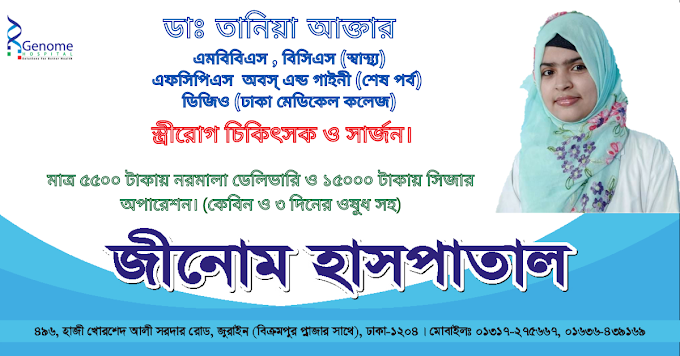 Genome
HOSPITAL
ডাঃ তানিয়া আক্তার
এমবিবিএস , বিসিএস (স্বাস্থ্য)
এফসিপিএস অবস্ এন্ড গাইনী (শেষ পর্ব)
ডিজিও (ঢাকা মেডিকেল কলেজ)
স্ত্রীরোগ চিকিৎসক ও সার্জন।
মাত্র ৫৫০০ টাকায় নরমালা ডেলিভারি ও ১৫০০০ টাকায় সিজার
অপারেশন। (কেবিন ও ৩ দিনের ওষুধ সহ)
জীনোম হাসপাতাল
৪৯৬, হাজী খোরশেদ আলী সরদার রোড, জুরাইন (বিক্রমপুর প্লাজার সাথে), ঢাকা-১২০৪ । মোবাইলঃ ০১৩১৭-২৭৫৬৬৭, ০১৬৩৬-৪৩৯১৬৯